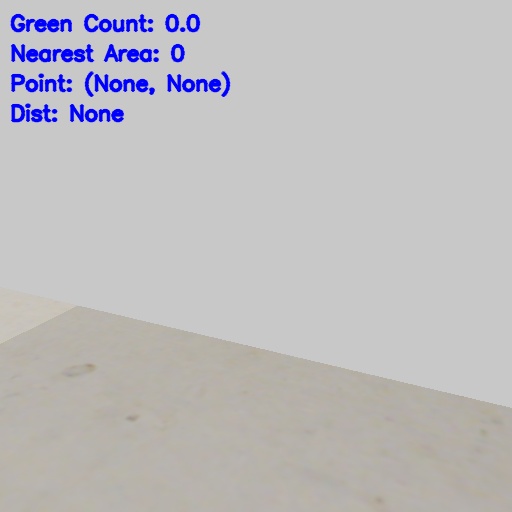 Green Count: 0.0
Nearest Area: 0
Point: (None, None)
Dist: None